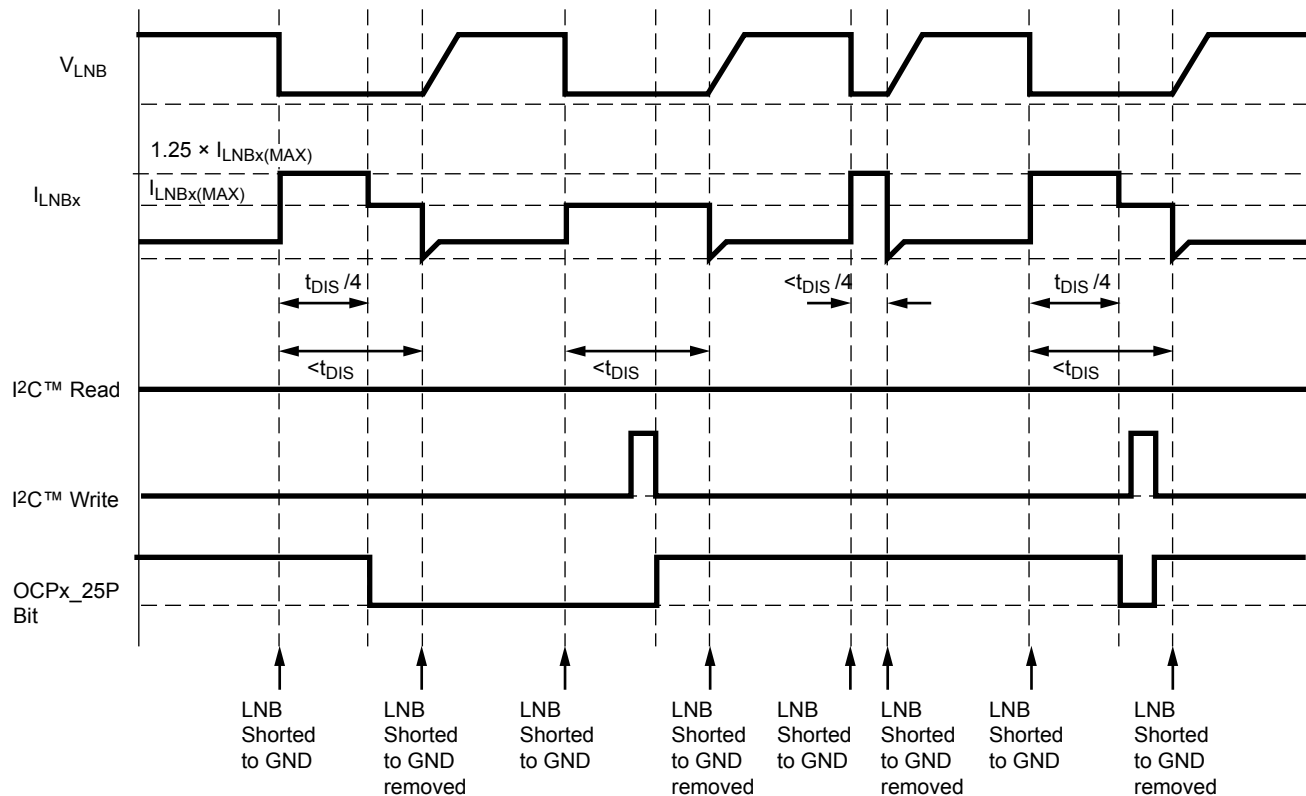 VLNB
1.25 × ILNBx(MAX)
ILNBx(MAX)
ILNBx
tDIS /4
<tDIS /4
tDIS /4
<tDIS
<tDIS
<tDIS
I2C™ Read
I2C™ Write
OCPx_25P
Bit
LNB
Shorted
to GND
LNB
Shorted
to GND
removed
LNB
Shorted
to GND
LNB
Shorted
to GND
removed
LNB
Shorted
to GND
LNB
Shorted
to GND
removed
LNB
Shorted
to GND
LNB
Shorted
to GND
removed